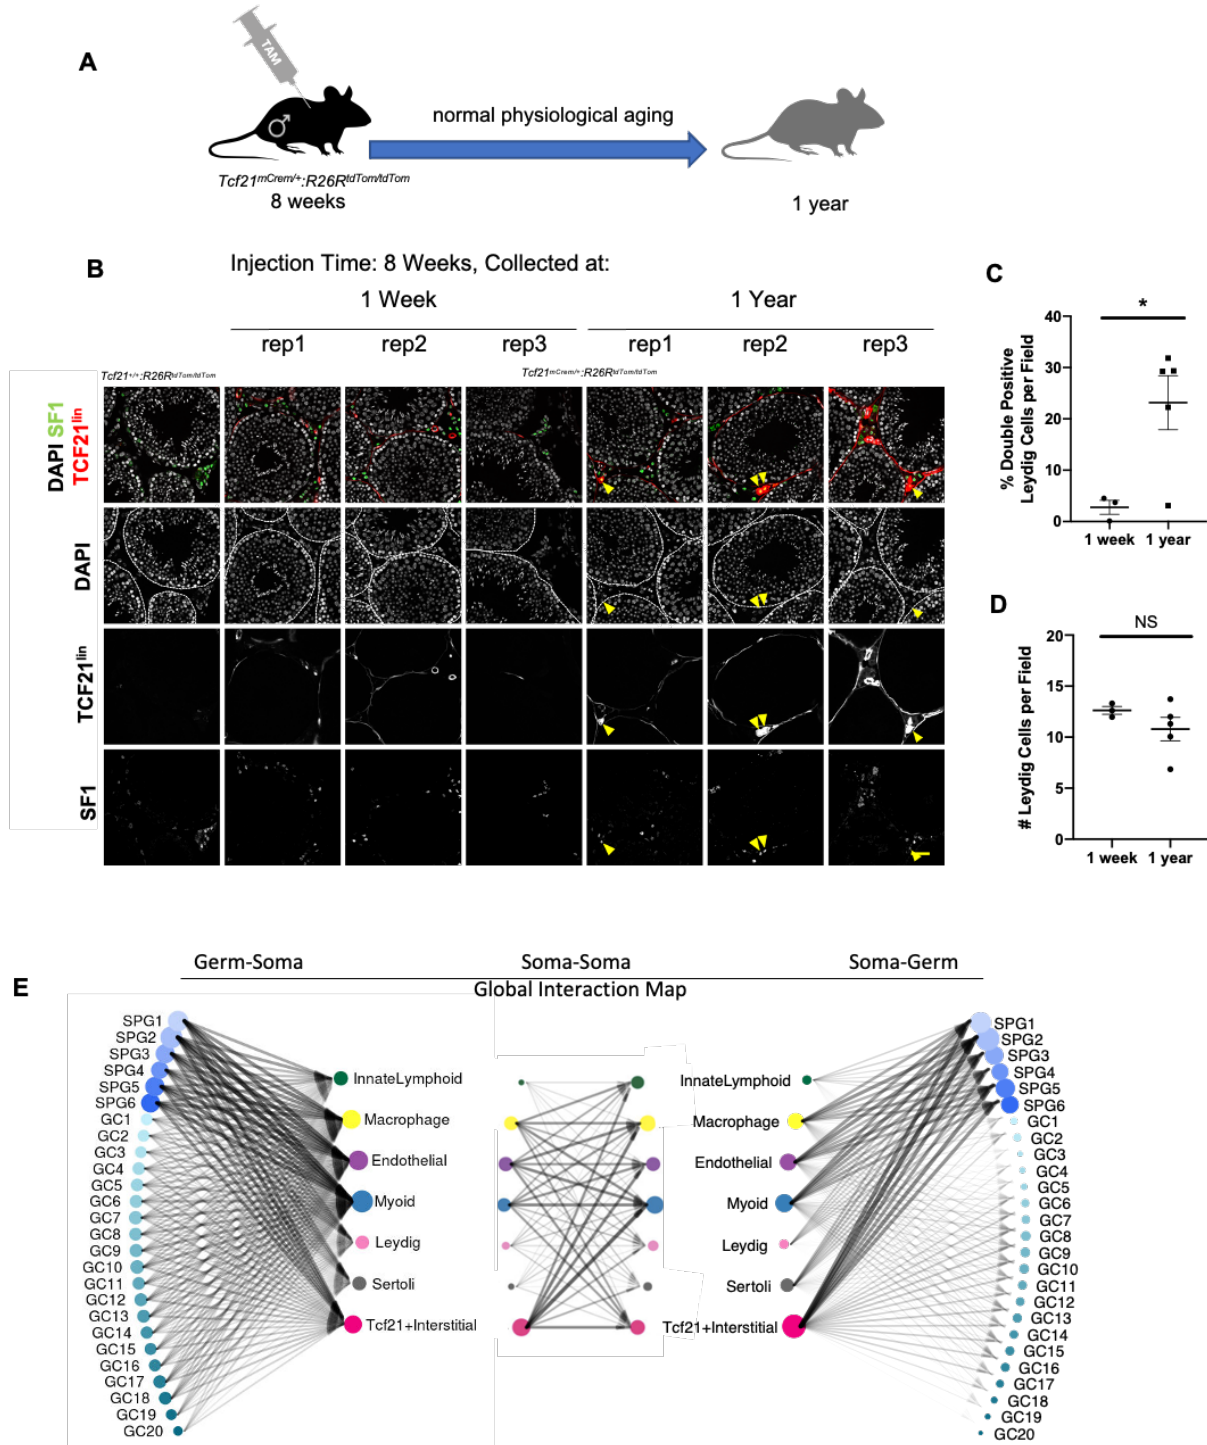 A
TAM
♂
normal physiological aging
Tcf21mCrem/+:R26RtdTom/tdTom
8 weeks
1 year
B
Injection Time: 8 Weeks, Collected at:
1 Week
1 Year
rep1
rep2
rep3
rep1
rep2
rep3
Tcf21+/+:R26RtdTom/tdTom
Tcf21mCrem/+:R26RtdTom/tdTom
DAPI SF1
TCF21lin
DAPI
TCF21lin
SF1
C
*
% Double Positive
Leydig Cells per Field
40
30
20
10
0
1 week
1 year
D
NS
# Leydig Cells per Field
20
15
10
5
0
1 week
1 year
E
Germ-Soma
Soma-Soma
Soma-Germ
Global Interaction Map
SPG1
SPG2
SPG3
SPG4
SPG5
SPG6
GC1
GC2
GC3
GC4
GC5
GC6
GC7
GC8
GC9
GC10
GC11
GC12
GC13
GC14
GC15
GC16
GC17
GC18
GC19
GC20
InnateLymphoid
Macrophage
Endothelial
Myoid
Leydig
Sertoli
Tcf21+Interstitial
InnateLymphoid
Macrophage
Endothelial
Myoid
Leydig
Sertoli
Tcf21+Interstitial
SPG1
SPG2
SPG3
SPG4
SPG5
SPG6
GC1
GC2
GC3
GC4
GC5
GC6
GC7
GC8
GC9
GC10
GC11
GC12
GC13
GC14
GC15
GC16
GC17
GC18
GC19
GC20